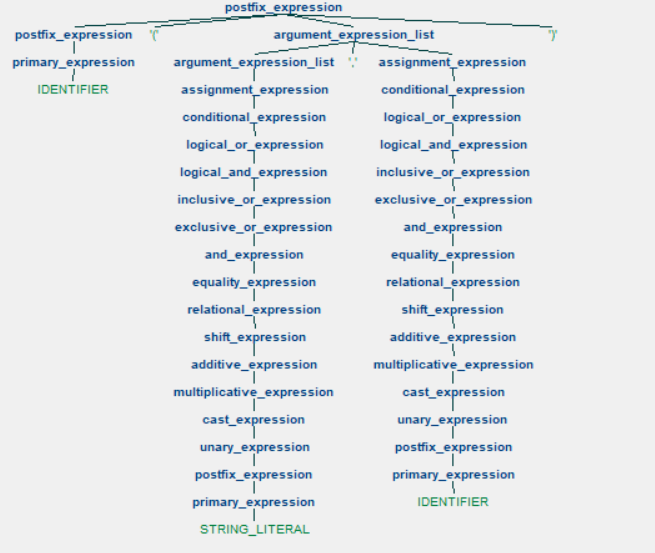 postfix_expression
postfix_expression '(' argument_expression_list ')'
primary_expression argument_expression_list ',' assignment_expression
IDENTIFIER assignment_expression conditional_expression
conditional_expression logical_or_expression
logical_or_expression logical_and_expression
logical_and_expression inclusive_or_expression
inclusive_or_expression exclusive_or_expression
exclusive_or_expression and_expression
and_expression equality_expression
equality_expression relational_expression
relational_expression shift_expression
shift_expression additive_expression
additive_expression multiplicative_expression
multiplicative_expression cast_expression
cast_expression unary_expression
unary_expression postfix_expression
postfix_expression primary_expression
primary_expression IDENTIFIER
STRING_LITERAL